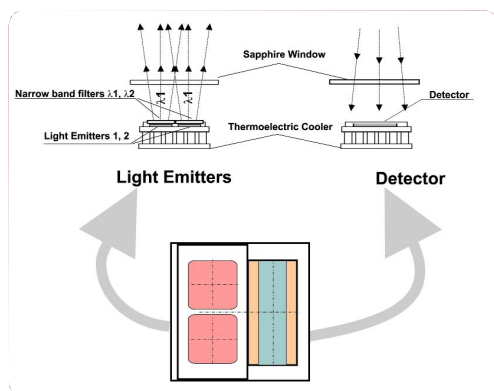 Sapphire Window
λ1
λ1
Narrow band filters λ1, λ2
Detector
Light Emitters 1, 2
Thermoelectric Cooler
Light Emitters
Detector